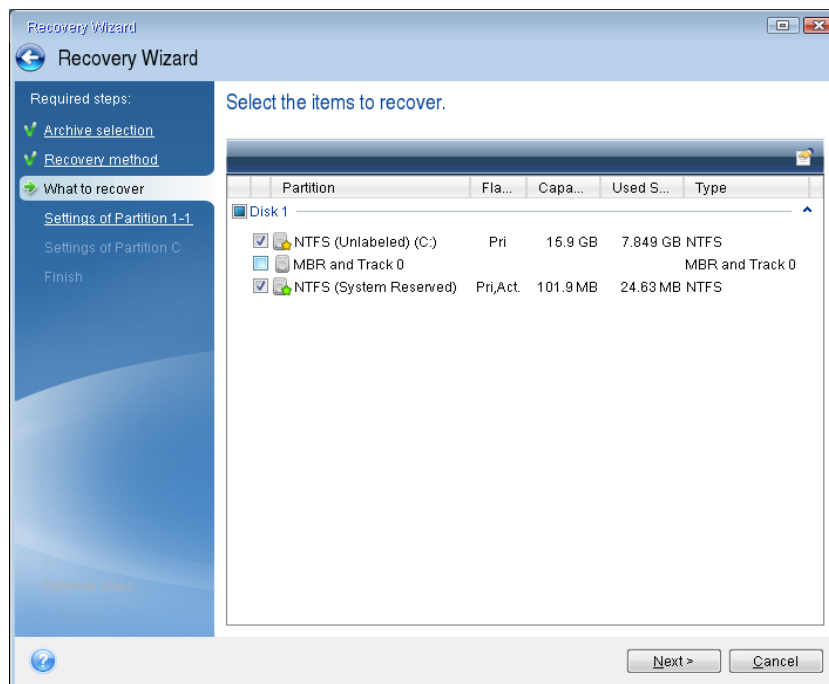 Recovery Wizard
Recovery Wizard
Required steps:
Archive selection
Recovery method
What to recover
Settings of Partition 1-1
Settings of Partition C
Finish
Select the items to recover.
Partition Fla... Capa... Used S... Type
Disk 1
NTFS (Unlabeled) (C:) Pri 15.9 GB 7.849 GB NTFS
MBR and Track 0 MBR and Track 0
NTFS (System Reserved) Pri,Act. 101.9 MB 24.63 MB NTFS
Next >
Cancel